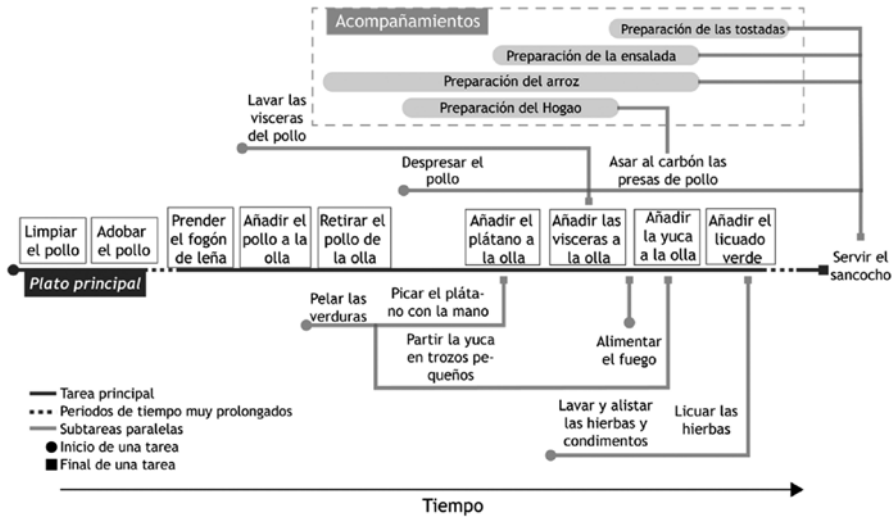 Acompañamientos
Preparación de las tostadas
Preparación de la ensalada
Preparación del arroz
Preparación del Hogao
Lavar las
visceras
del pollo
Despresar el
pollo
Asar al carbón las
presas de pollo
Limpiar
el pollo
Adobar
el pollo
Prender
el fogón
de leña
Añadir el
pollo a la
olla
Retirar el
pollo de
la olla
Añadir el
plátano a
la olla
Añadir las
visceras a
la olla
Añadir
la yuca
a la olla
Añadir el
licuado
verde
Servir el
sancocho
Plato principal
Pelar las
verduras
Picar el pláta-
no con la mano
Partir la yuca
en trozos pe-
queños
Alimentar
el fuego
Lavar y alistar
las hierbas y
condimentos
Licuar las
hierbas
Tarea principal
Periodos de tiempo muy prolongados
Subtareas paralelas
Inicio de una tarea
Final de una tarea
Tiempo